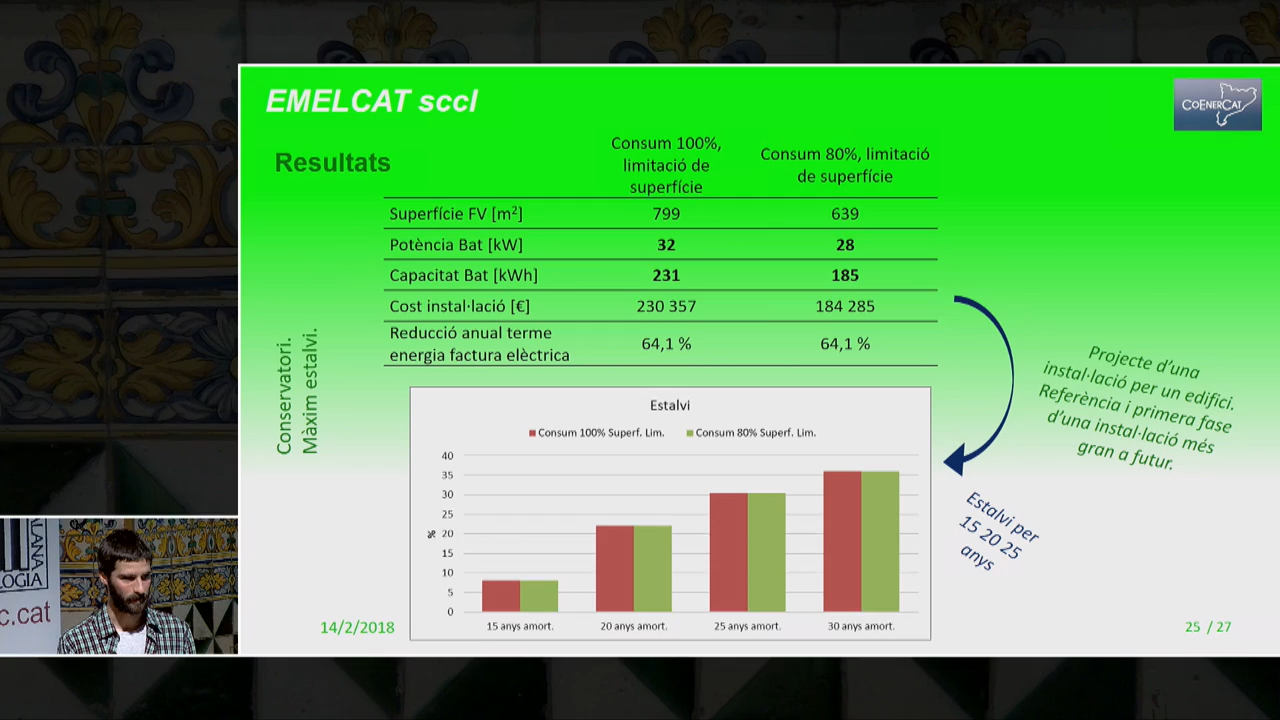 EMELCAT sccl
COENERCAT
Resultats
Consum 100%,
limitació de
superfície
Consum 80%, limitació
de superfície
Superfície FV [m²] 799 639
Potència Bat [kW] 32 28
Capacitat Bat [kWh] 231 185
Cost instal·lació [€] 230 357 184 285
Reducció anual terme
energia factura elèctrica 64,1 % 64,1 %
Conservatori.
Màxim estalvi.
Projecte d'una
instal·lació per un edifici.
Referència i primera fase
d'una instal·lació més
gran a futur.
Estalvi
Consum 100% Superf. Lim. Consum 80% Superf. Lim.
%
40
35
30
25
20
15
10
5
0
15 anys amort. 20 anys amort. 25 anys amort. 30 anys amort.
Estalvi per
15 20 25
anys
14/2/2018
25 / 27
ALANA
LOGIA
c.cat